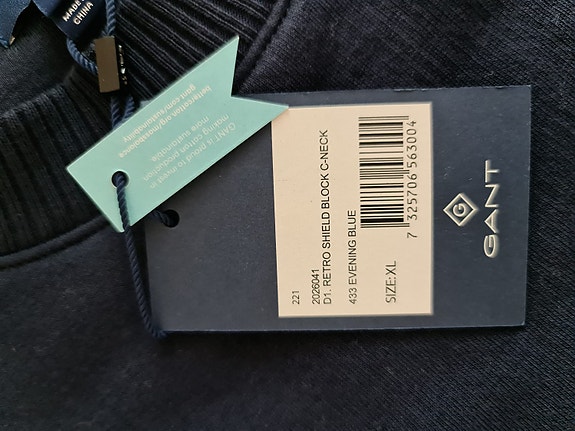 MADE
CHINA
GANT is proud to invest in
making cotton production
more sustainable
bettercotton.org/massbalance
gant.com/sustainability
221
2026041
D1. RETRO SHIELD BLOCK C-NECK
433 EVENING BLUE
SIZE: XL
7 325706 563004
G
GANT